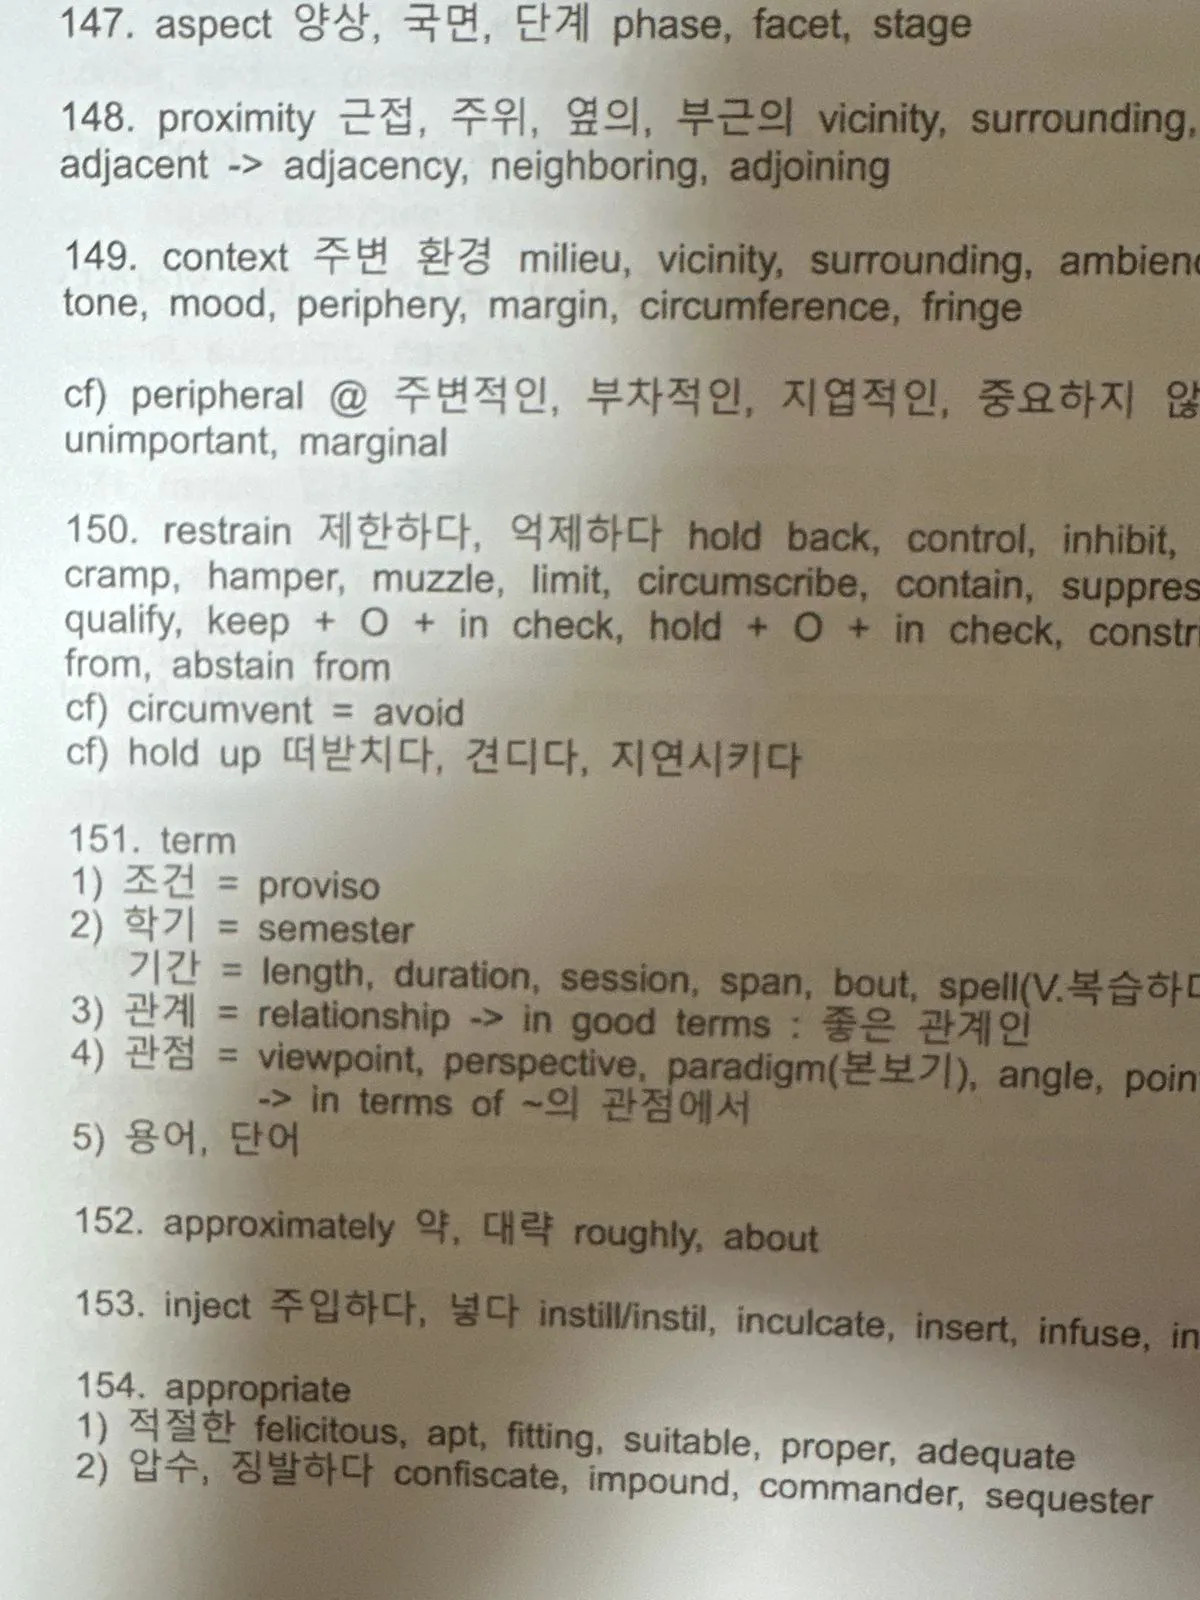 147. aspect 양상, 국면, 단계 phase, facet, stage
148. proximity 근접, 주위, 옆의, 부근의 vicinity, surrounding,
adjacent -> adjacency, neighboring, adjoining
149. context 주변 환경 milieu, vicinity, surrounding,
tone, mood, periphery, margin, circumference, fringe
cf) peripheral @ 주변적인, 부차적인, 지엽적인, 중요하지
unimportant, marginal
150. restrain 제한하다, 억제하다 hold back, control, inhibit,
cramp, hamper, muzzle, limit, circumscribe, contain,
qualify, keep + O + in check, hold + O + in check,
from, abstain from
cf) circumvent = avoid
cf) hold up 떠받치다, 견디다, 지연시키다
151. term
1) 조건 = proviso
2) 학기 = semester
기간 = length, duration, session, span, bout, spell(V.복습하
3) 관계 = relationship -> in good terms : 좋은 관계인
4) 관점 = viewpoint, perspective, paradigm(본보기), angle,
-> in terms of ~의 관점에서
5) 용어, 단어
152. approximately 약, 대략 roughly, about
153. inject 주입하다, 넣다 instill/instil, inculcate, insert, infuse,
154. appropriate
1) 적절한 felicitous, apt, fitting, suitable, proper, adequate
2) 압수, 징발하다 confiscate, impound, commander, sequester